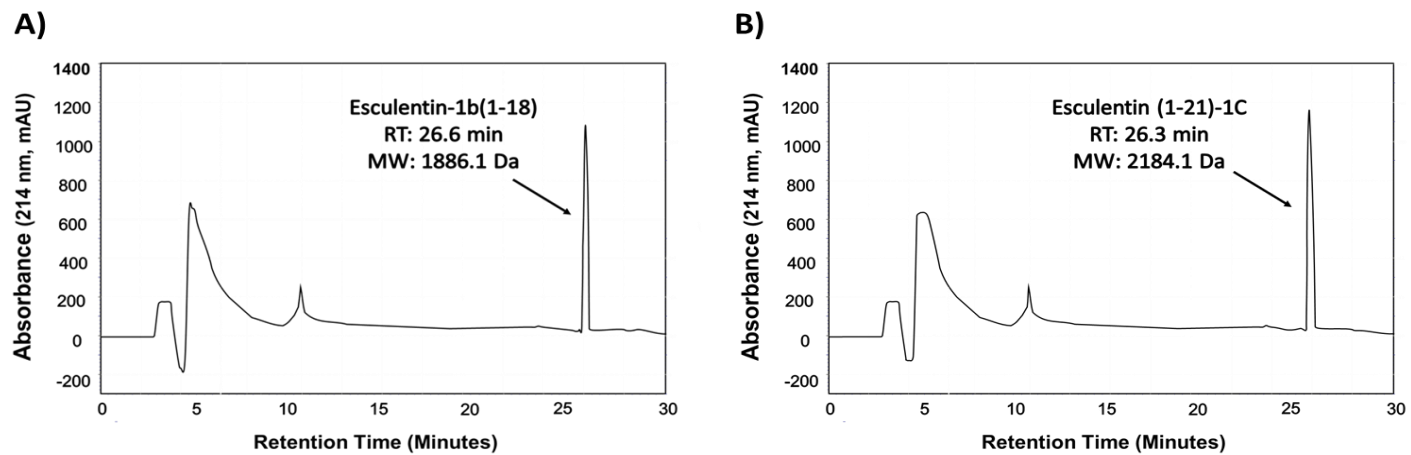 A)
1400
1200
1000
800
600
400
200
0
-200
Absorbance (214 nm, mAU)
Esculentin-1b(1-18)
RT: 26.6 min
MW: 1886.1 Da
0 5 10 15 20 25 30
Retention Time (Minutes)
B)
1400
1200
1000
800
600
400
200
0
-200
Absorbance (214 nm, mAU)
Esculentin (1-21)-1C
RT: 26.3 min
MW: 2184.1 Da
0 5 10 15 20 25 30
Retention Time (Minutes)